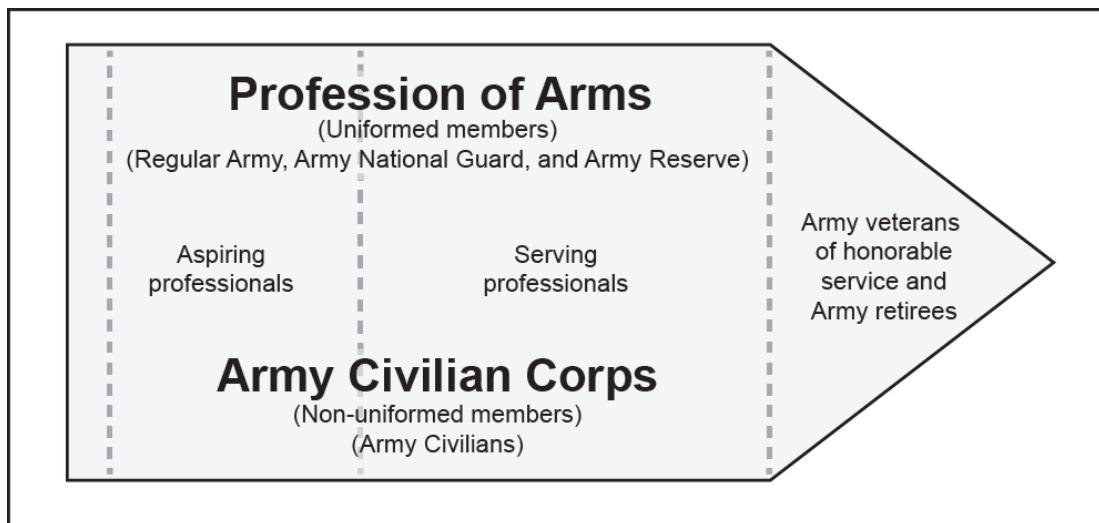 Profession of Arms
(Uniformed members)
(Regular Army, Army National Guard, and Army Reserve)
Aspiring
professionals
Serving
professionals
Army veterans
of honorable
service and
Army retirees
Army Civilian Corps
(Non-uniformed members)
(Army Civilians)